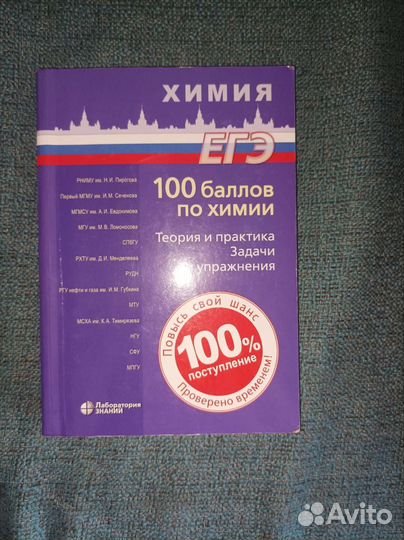 ХИМИЯ
ЕГЭ
100 баллов
по химии
Теория и практика
Задачи
упражнения
РНИМУ им. Н.И. Пирогова
Первый МГМУ им. И.М. Сеченова
МГМСУ им. А.И. Евдокимова
МГУ им. М.В. Ломоносова
СПбГУ
РХТУ им. Д.И. Менделеева
РУДН
РГУ нефти и газа им. И.М. Губкина
МТУ
МСХА им. К.А. Тимирязева
НГУ
СФУ
МПГУ
Повысь свой шанс
100%
поступление
Проверено временем!
Лаборатория
ЗНАНИЙ
Avito